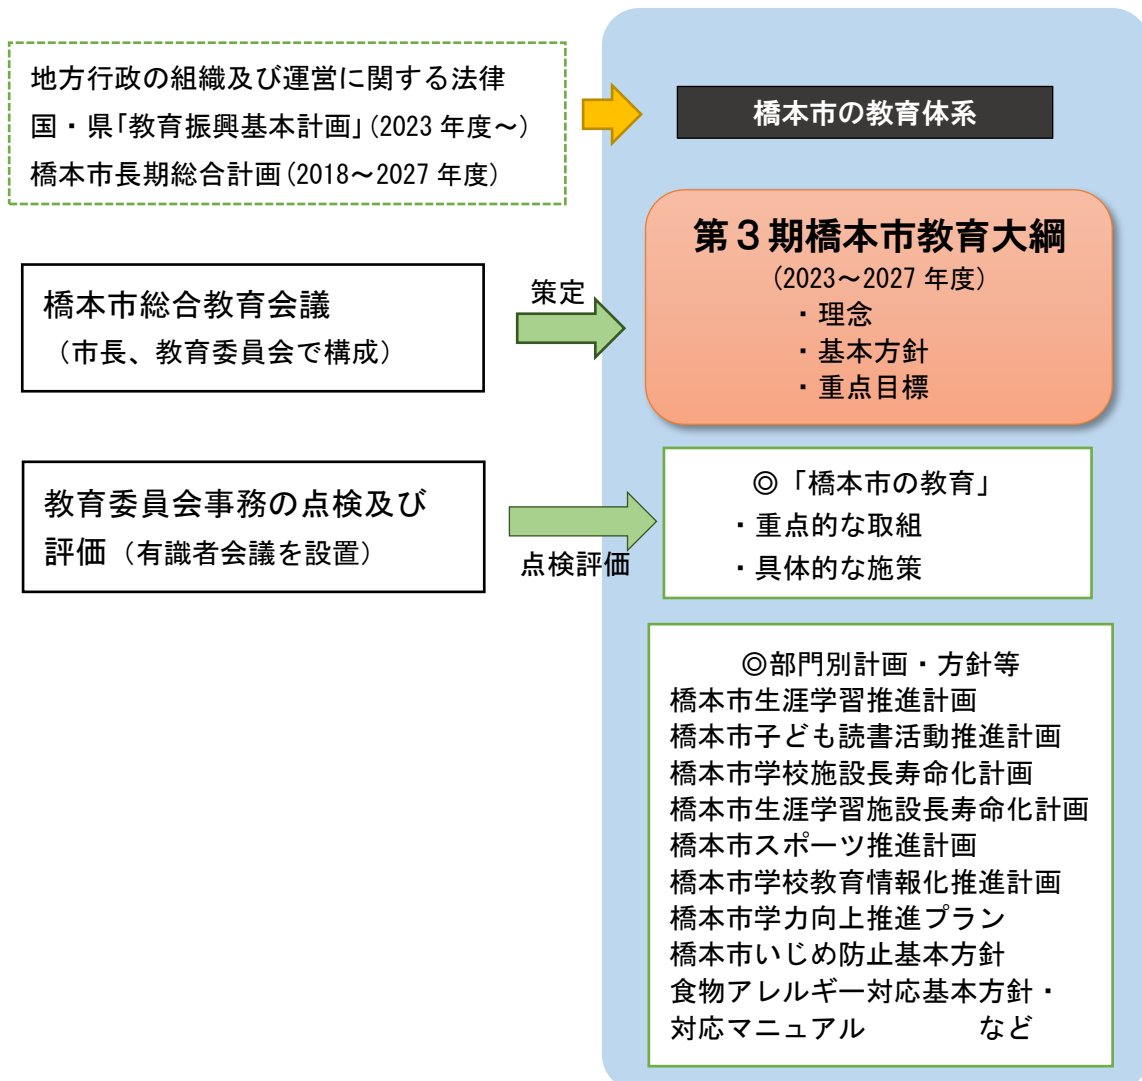 地方行政の組織及び運営に関する法律
国・県「教育振興基本計画」(2023 年度～)
橋本市長期総合計画(2018～2027 年度)
橋本市の教育体系
第３期橋本市教育大綱
(2023～2027 年度)
・理念
・基本方針
・重点目標
橋本市総合教育会議
（市長、教育委員会で構成）
策定
教育委員会事務の点検及び
評価（有識者会議を設置）
点検評価
◎「橋本市の教育」
・重点的な取組
・具体的な施策
◎部門別計画・方針等
橋本市生涯学習推進計画
橋本市子ども読書活動推進計画
橋本市学校施設長寿命化計画
橋本市生涯学習施設長寿命化計画
橋本市スポーツ推進計画
橋本市学校教育情報化推進計画
橋本市学力向上推進プラン
橋本市いじめ防止基本方針
食物アレルギー対応基本方針・
対応マニュアル　　　　など